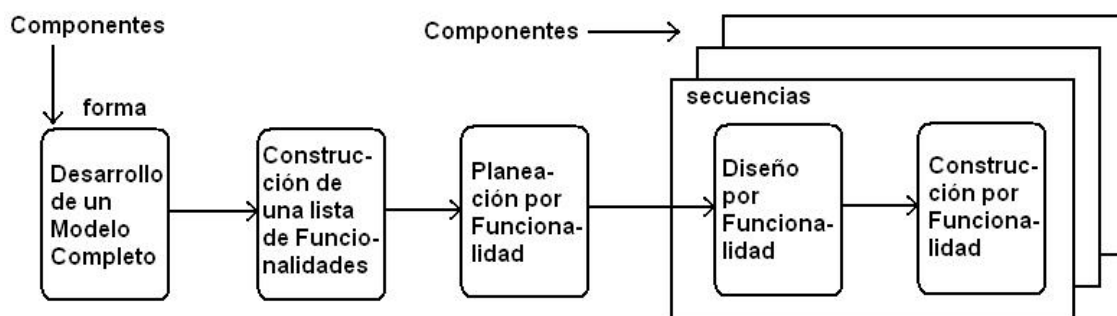 Componentes
Componentes
forma
secuencias
Desarrollo
de un
Modelo
Completo
Construc-
ción de
una lista
de Funcio-
nalidades
Planea-
ción por
Funciona-
lidad
Diseño
por
Funciona-
lidad
Construc-
ción por
Funciona-
lidad